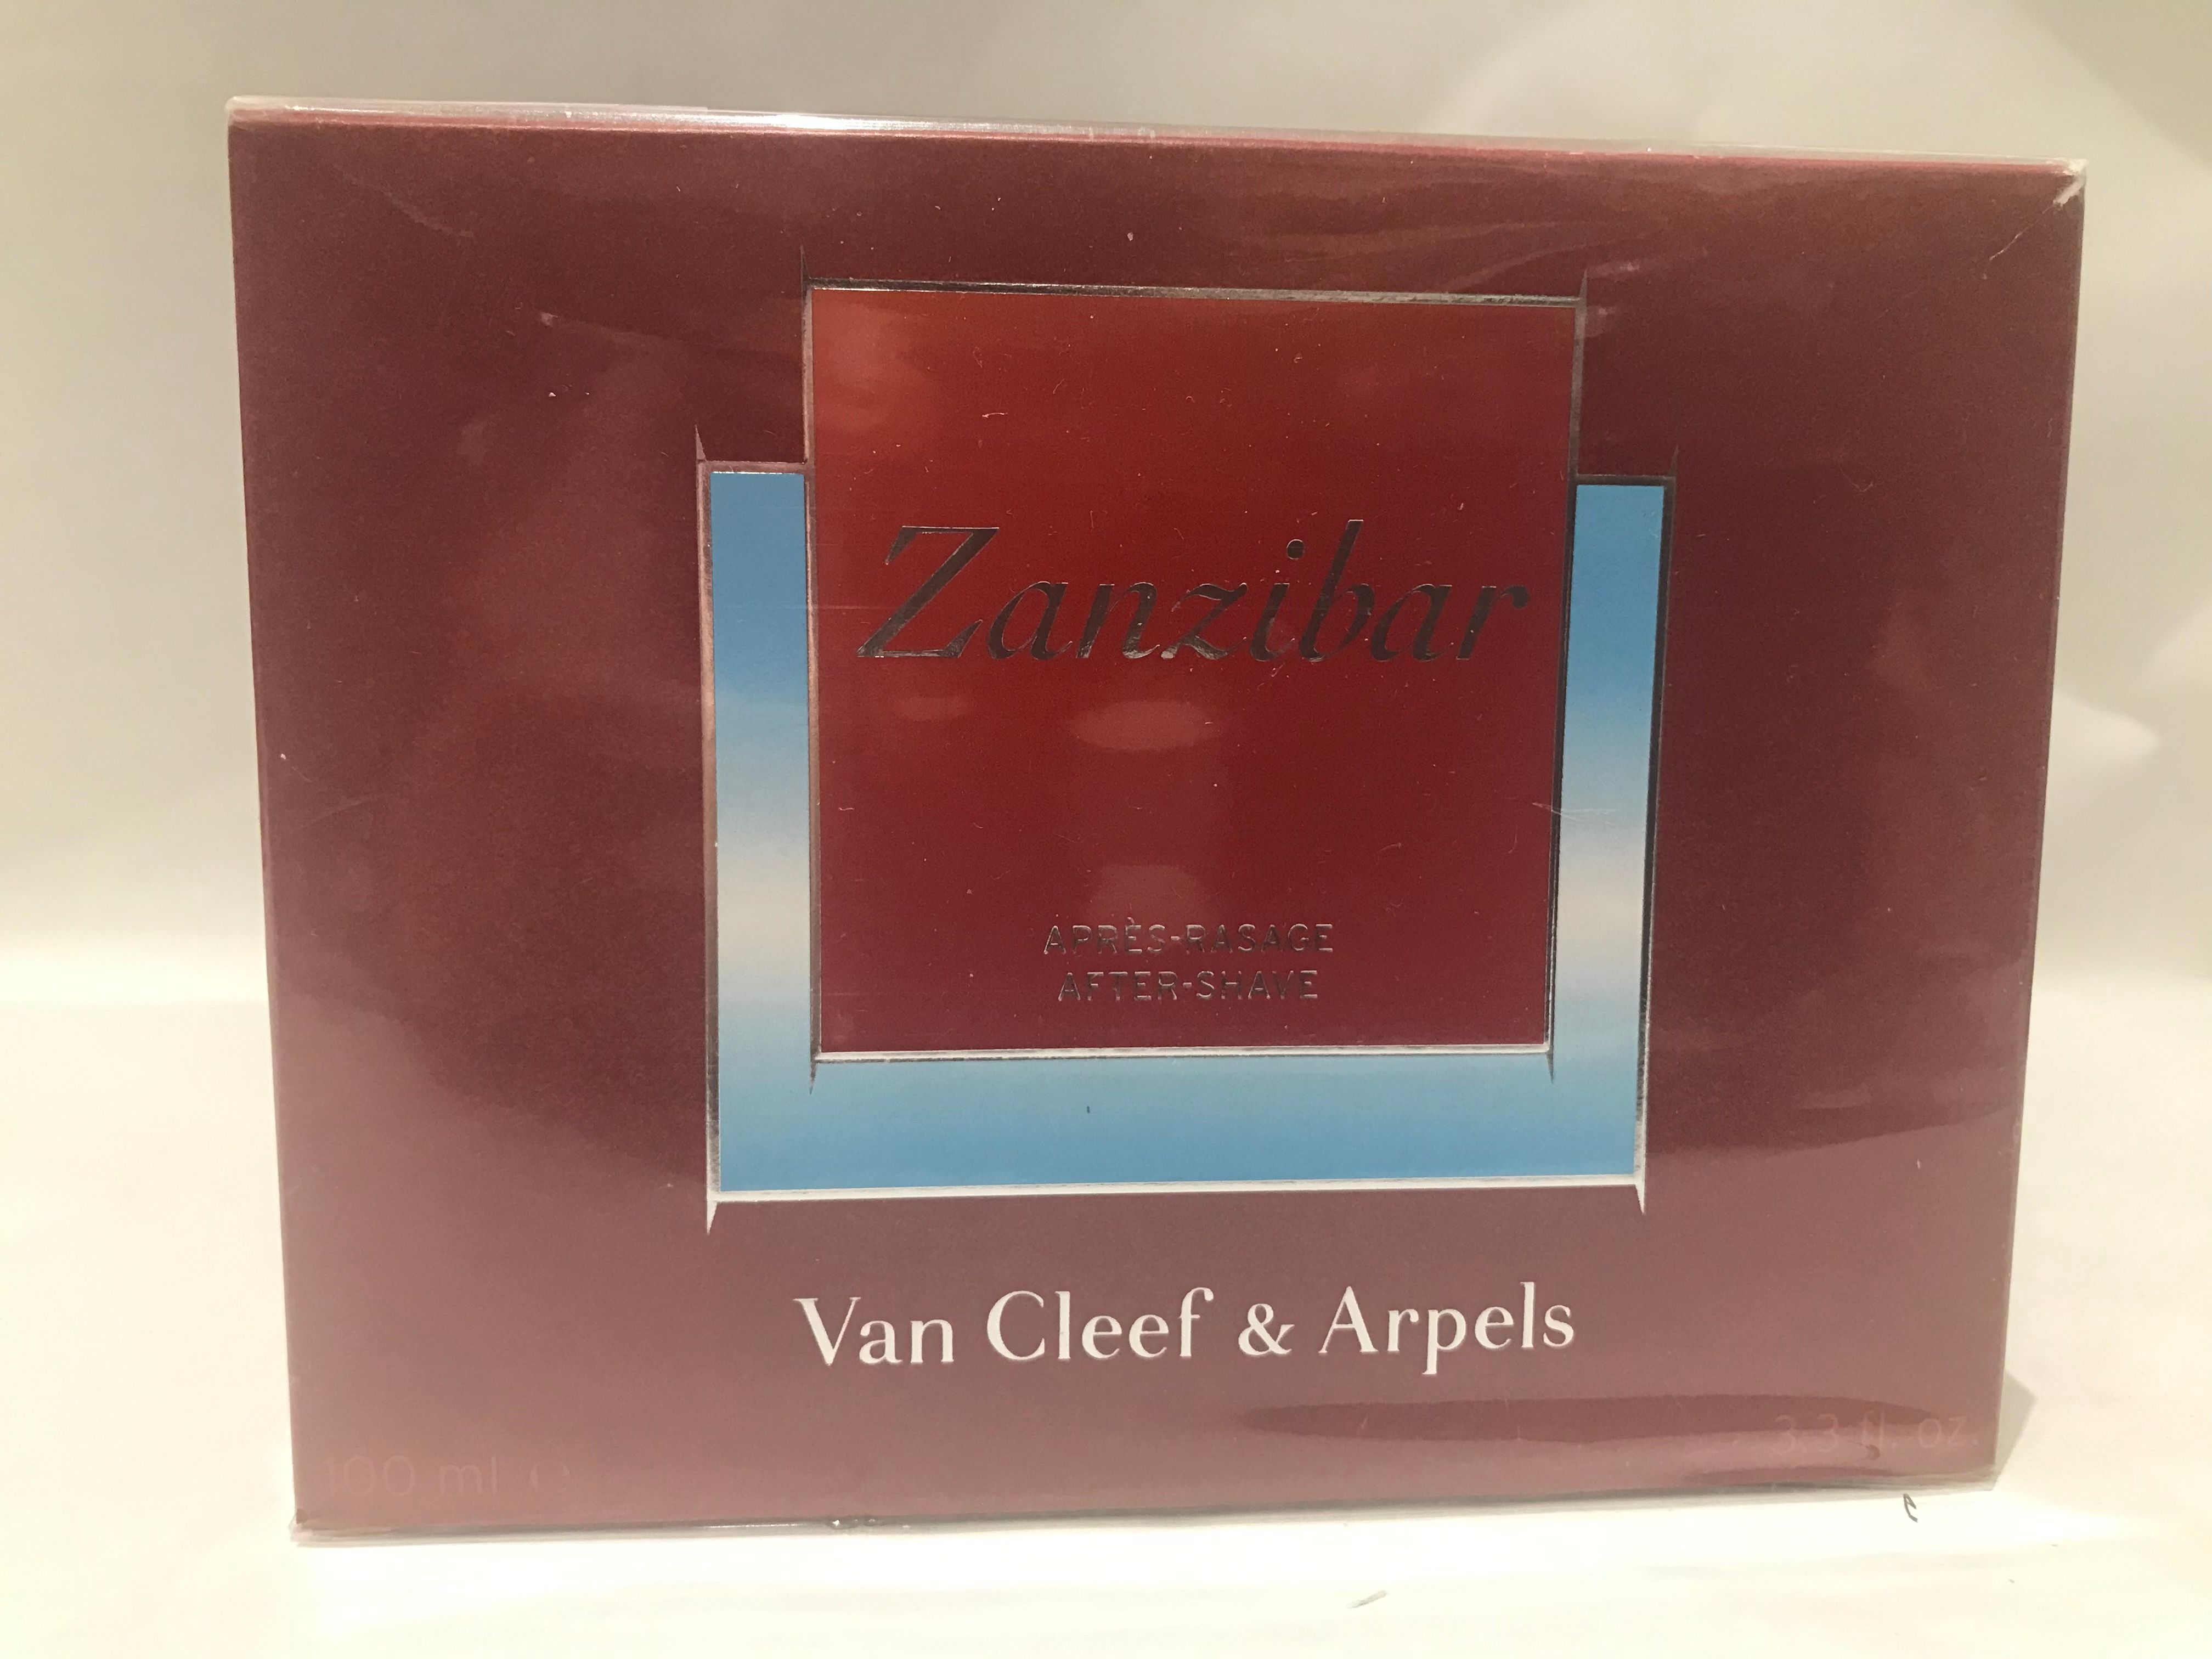 Zanzibar
APRÈS-RASAGE
AFTER-SHAVE
Van Cleef & Arpels
100 ml e
3.3 fl. oz.